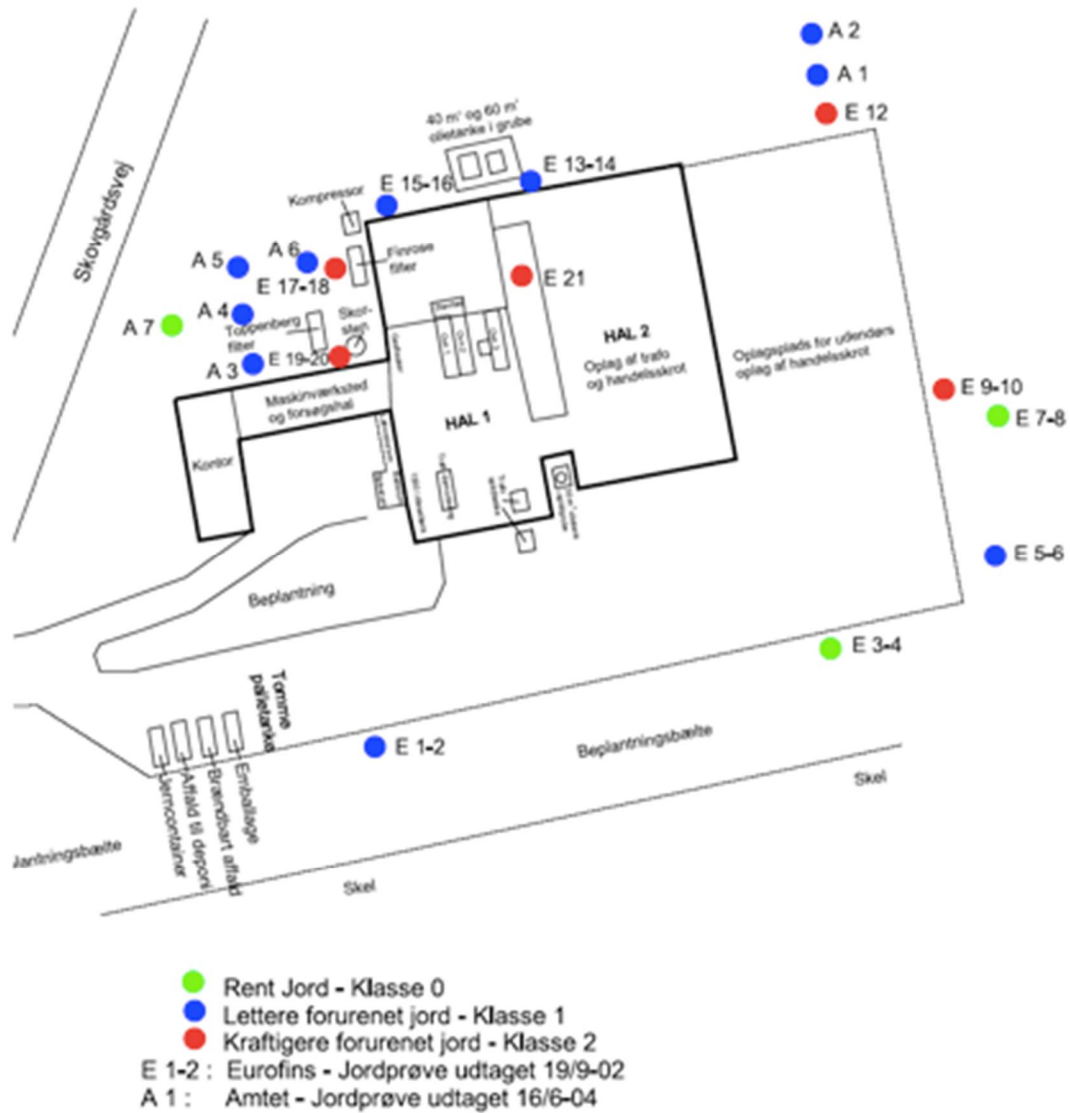 A 2
A 1
E 12
40 m³ og 60 m³
olietanke i grube
E 13-14
E 15-16
Kompressor
Skovgårdsvej
A 5
A 6
E 17-18
Finrose
filter
E 21
A 7
A 4
Toppenberg
filter
Skor-
sten
A 3
E 19-20
HAL 2
Oplag af trafo
og handelsskrot
Oplagsplads for udendørs
oplag af handelsskrot
Maskinværksted
og forsøgshal
E 9-10
E 7-8
HAL 1
Kontor
E 5-6
Beplantning
E 3-4
Tomme
palletanke
E 1-2
Beplantningsbælte
Skel
Jerncontainer
Affald til deponi
Brændbart affald
Emballage
lantningsbælte
Skel
Rent Jord - Klasse 0
Lettere forurenet jord - Klasse 1
Kraftigere forurenet jord - Klasse 2
E 1-2 : Eurofins - Jordprøve udtaget 19/9-02
A 1 : Amtet - Jordprøve udtaget 16/6-04